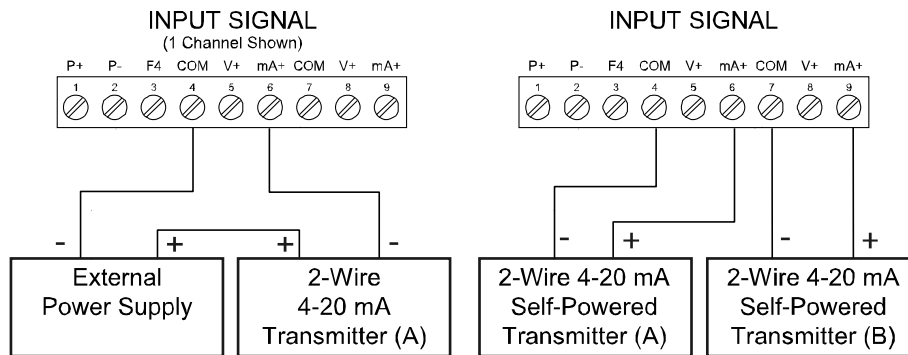 INPUT SIGNAL
(1 Channel Shown)
P+ P- F4 COM V+ mA+ COM V+ mA+
1 2 3 4 5 6 7 8 9
- + + -
External
Power Supply
2-Wire
4-20 mA
Transmitter (A)
INPUT SIGNAL
P+ P- F4 COM V+ mA+ COM V+ mA+
1 2 3 4 5 6 7 8 9
- + - +
2-Wire 4-20 mA
Self-Powered
Transmitter (A)
2-Wire 4-20 mA
Self-Powered
Transmitter (B)